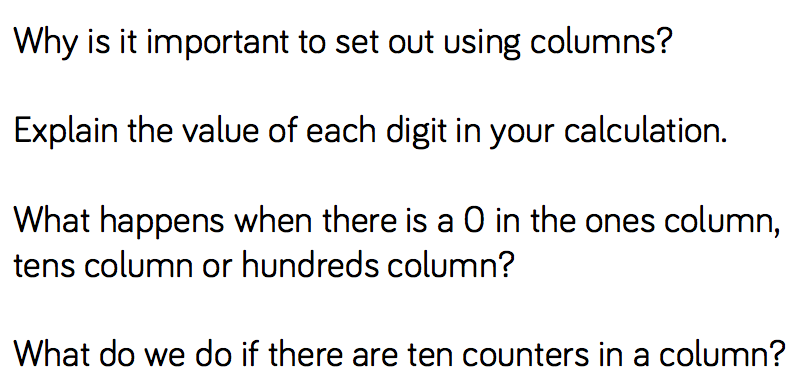 Why is it important to set out using columns?
Explain the value of each digit in your calculation.
What happens when there is a 0 in the ones column,
tens column or hundreds column?
What do we do if there are ten counters in a column?